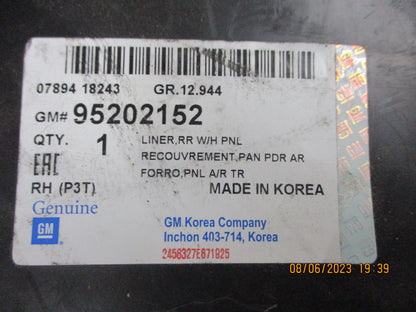 07894 18243 GR.12.944
GM# 95202152
QTY. 1 LINER,RR W/H PNL
RECOUVREMENT,PAN PDR AR
EAC FORRO,PNL A/R TR
RH (P3T) MADE IN KOREA
Genuine
GM
GM Korea Company
Inchon 403-714, Korea
2456327E871925
08/06/2023 19:39